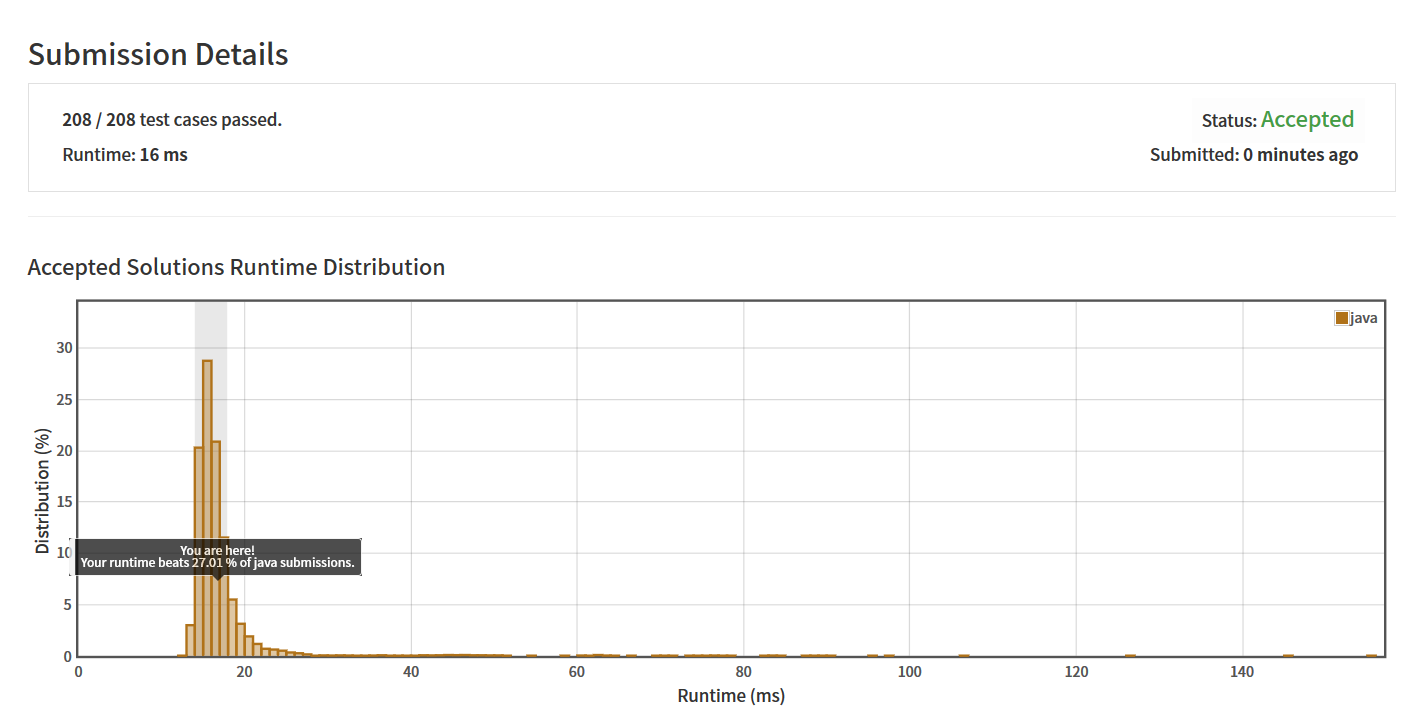 Submission Details
208 / 208 test cases passed.
Status: Accepted
Runtime: 16 ms
Submitted: 0 minutes ago
Accepted Solutions Runtime Distribution
java
30
25
20
15
10
5
0
Distribution (%)
You are here!
Your runtime beats 27.01 % of java submissions.
0 20 40 60 80 100 120 140
Runtime (ms)